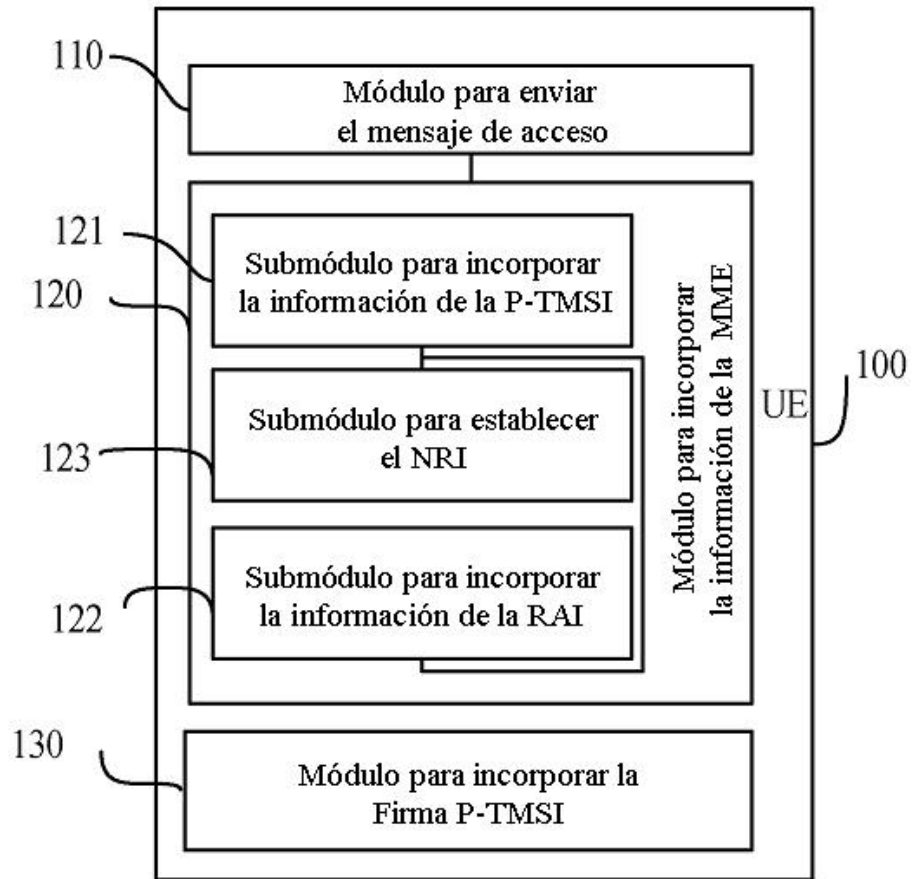 110
Módulo para enviar
el mensaje de acceso
121
Submódulo para incorporar
la información de la P-TMSI
120
Submódulo para establecer
el NRI
123
Submódulo para incorporar
la información de la RAI
122
Módulo para incorporar
la información de la MME
UE
100
130
Módulo para incorporar la
Firma P-TMSI